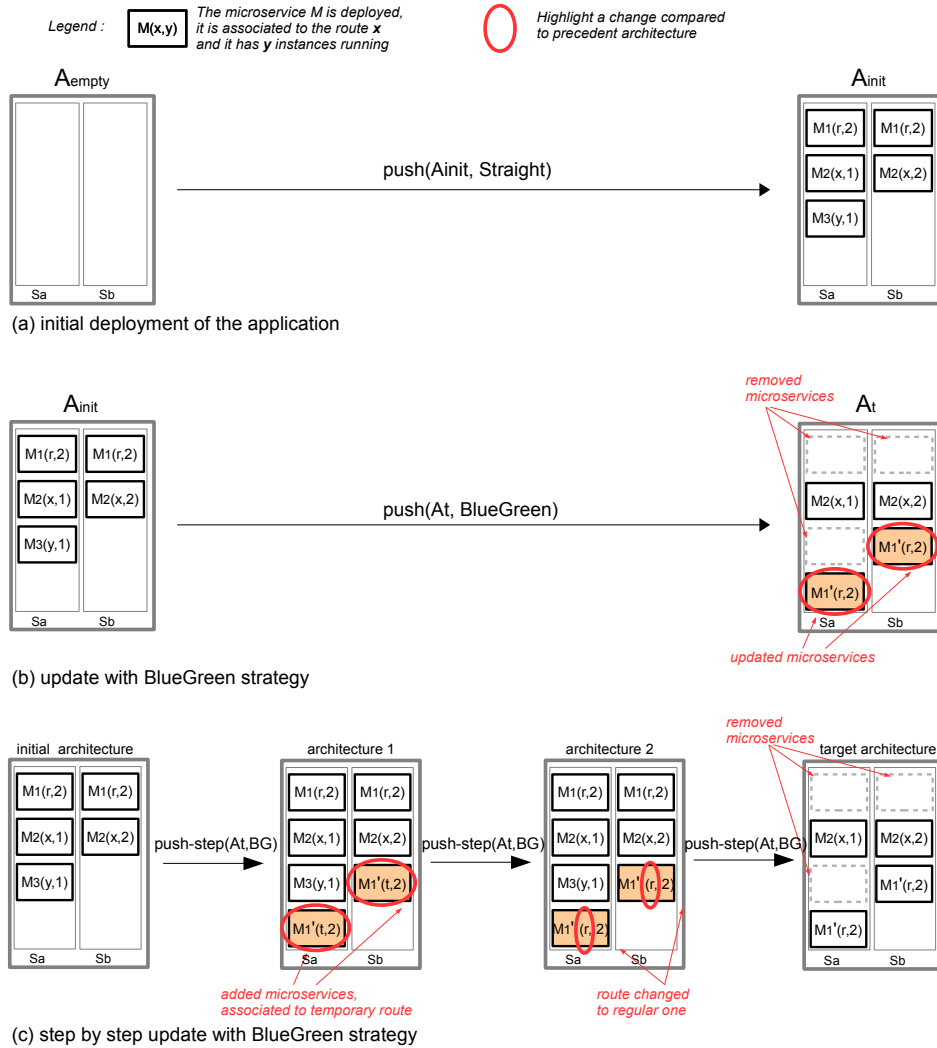 Legend :
M(x,y)
The microservice M is deployed,
it is associated to the route x
and it has y instances running
Highlight a change compared
to precedent architecture
Aempty
Ainit
M1(r,2) M1(r,2)
push(Ainit, Straight)
M2(x,1) M2(x,2)
M3(y,1)
Sa Sb
Sa Sb
(a) initial deployment of the application
removed
microservices
Ainit
At
M1(r,2) M1(r,2)
M2(x,1) M2(x,2)
push(At, BlueGreen)
M2(x,1) M2(x,2)
M3(y,1)
M1'(r,2)
M1'(r,2)
Sa Sb
Sa Sb
updated microservices
(b) update with BlueGreen strategy
removed
microservices
initial architecture
architecture 1
architecture 2
target architecture
M1(r,2) M1(r,2)
M1(r,2) M1(r,2)
M1(r,2) M1(r,2)
M2(x,1) M2(x,2)
push-step(At,BG)
M2(x,1) M2(x,2)
push-step(At,BG)
M2(x,1) M2(x,2)
push-step(At,BG)
M2(x,1) M2(x,2)
M3(y,1)
M3(y,1) M1'(t,2)
M3(y,1) M1'(r,2)
M1'(r,2)
M1'(t,2)
M1'(r,2)
M1'(r,2)
Sa Sb
Sa Sb
Sa Sb
Sa Sb
added microservices,
associated to temporary route
route changed
to regular one
(c) step by step update with BlueGreen strategy